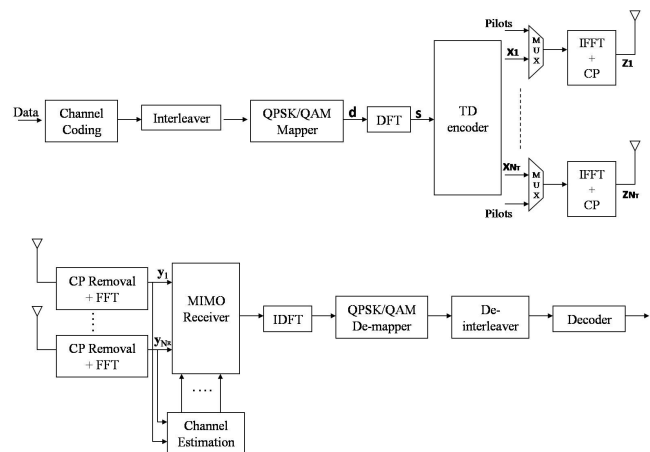 Pilots
X1
M
U
X
IFFT
+
CP
Z1
Data
Channel
Coding
Interleaver
QPSK/QAM
Mapper
d
DFT
s
TD
encoder
XNT
M
U
X
Pilots
IFFT
+
CP
ZNT
CP Removal
+ FFT
y1
CP Removal
+ FFT
yNR
MIMO
Receiver
IDFT
QPSK/QAM
De-mapper
De-
interleaver
Decoder
Channel
Estimation